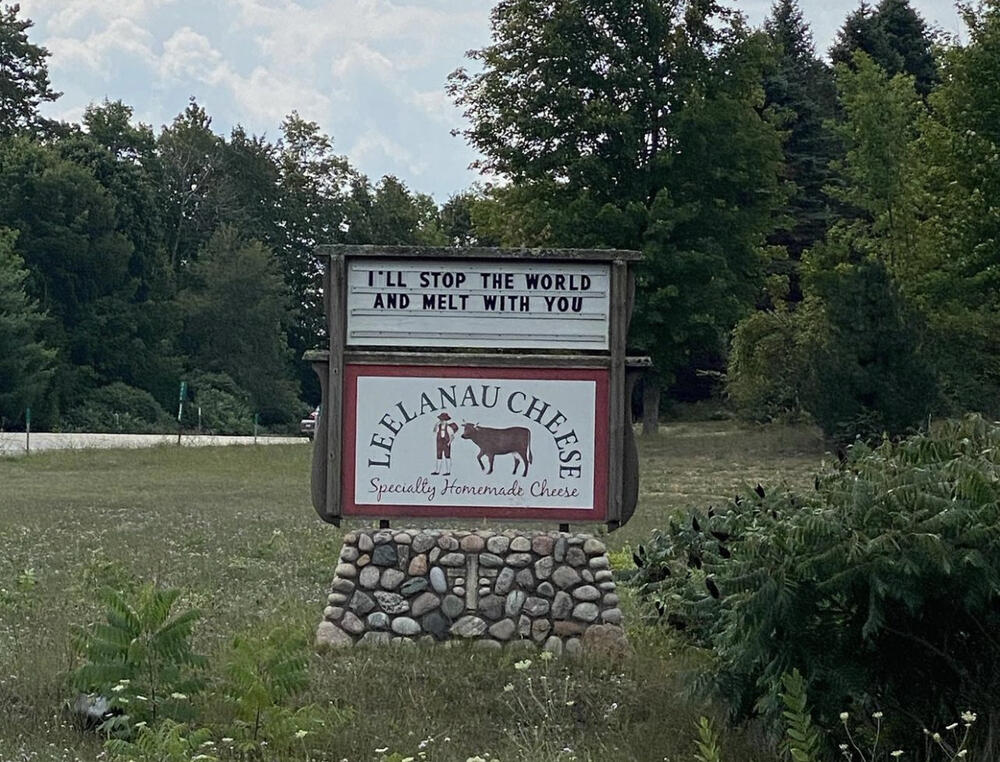 I'LL STOP THE WORLD
AND MELT WITH YOU
LEELANAU CHEESE
Specialty Homemade Cheese